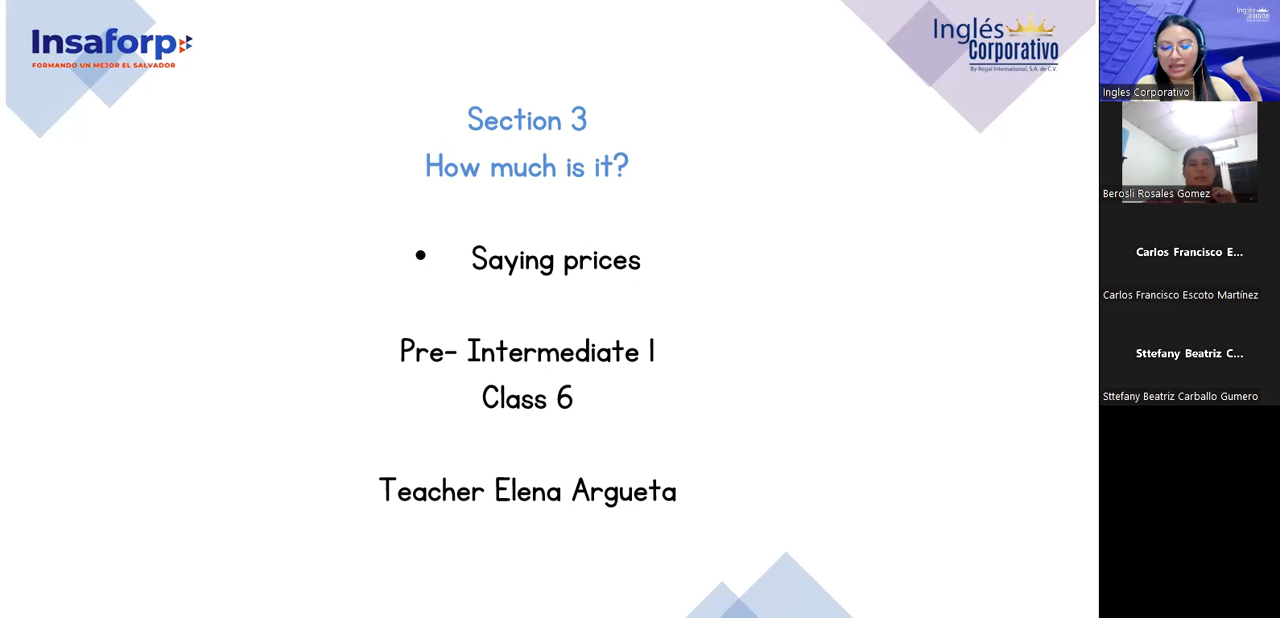 Insaforp
FORMANDO UN MEJOR EL SALVADOR
Inglés
Corporativo
By Regal International, S.A. de C.V.
Section 3
How much is it?
• Saying prices
Pre- Intermediate I
Class 6
Teacher Elena Argueta
Inglés
Corporativo
Ingles Corporativo
Berosli Rosales Gomez
Carlos Francisco E...
Carlos Francisco Escoto Martínez
Sttefany Beatriz C...
Sttefany Beatriz Carballo Gumero